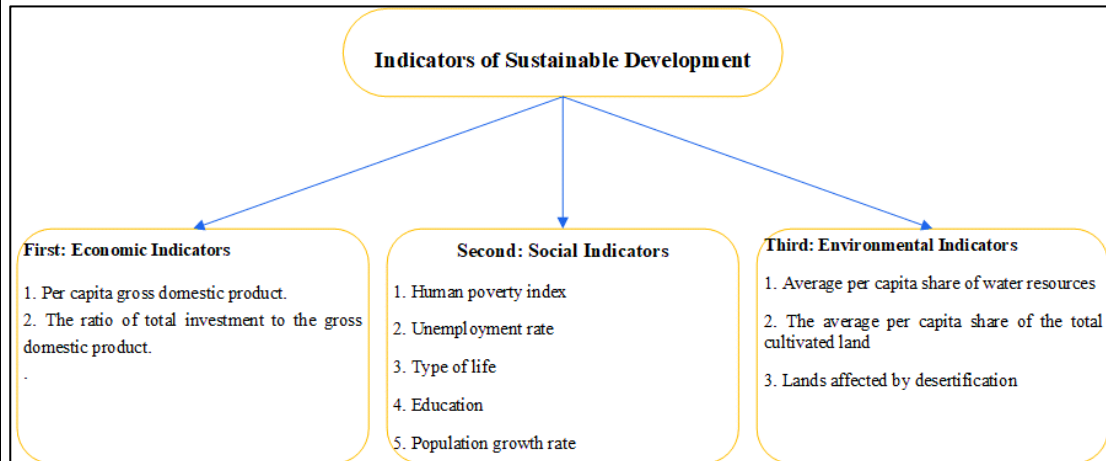 Indicators of Sustainable Development
First: Economic Indicators
1. Per capita gross domestic product.
2. The ratio of total investment to the gross
domestic product.
.
Second: Social Indicators
1. Human poverty index
2. Unemployment rate
3. Type of life
4. Education
5. Population growth rate
Third: Environmental Indicators
1. Average per capita share of water resources
2. The average per capita share of the total
cultivated land
3. Lands affected by desertification